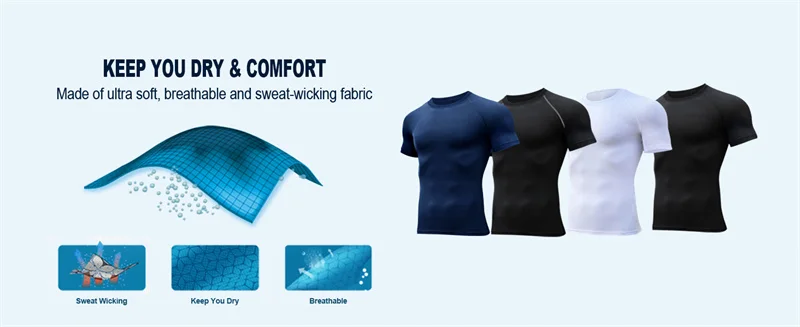 KEEP YOU DRY & COMFORT
Made of ultra soft, breathable and sweat-wicking fabric
Sweat Wicking
Keep You Dry
Breathable